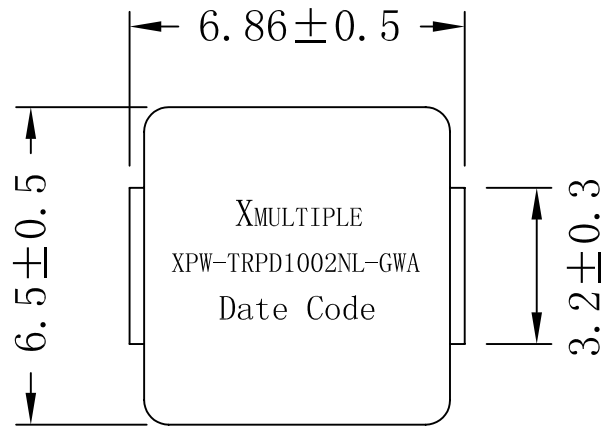 6.86±0.5
6.5±0.5
XMULTIPLE
XPW-TRPD1002NL-GWA
Date Code
3.2±0.3